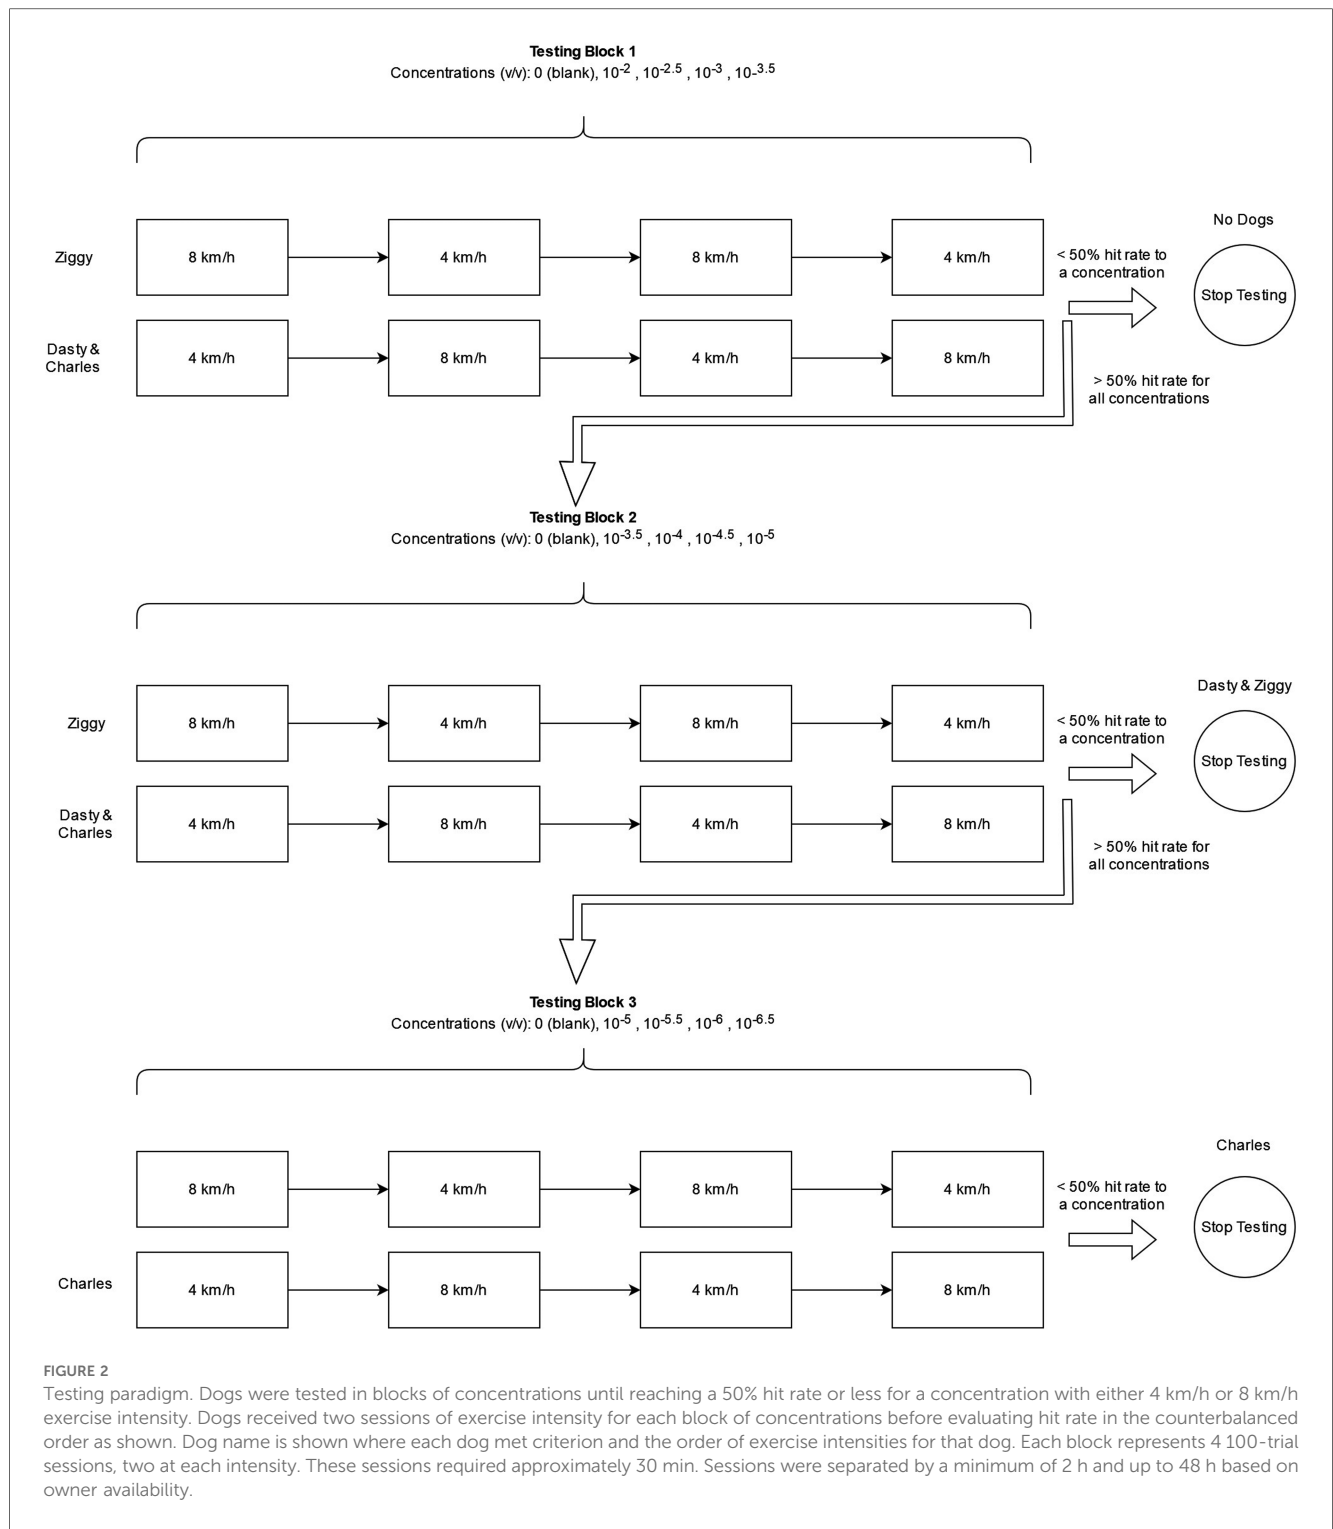 Testing Block 1
Concentrations (v/v): 0 (blank), 10^-2 , 10^-2.5 , 10^-3 , 10-^3.5
No Dogs
Ziggy
8 km/h
4 km/h
8 km/h
4 km/h
< 50% hit rate to
a concentration
Stop Testing
Dasty &
Charles
4 km/h
8 km/h
4 km/h
8 km/h
> 50% hit rate for
all concentrations
Testing Block 2
Concentrations (v/v): 0 (blank), 10^-3.5 , 10^-4 , 10^-4.5 , 10^-5
Dasty & Ziggy
Ziggy
8 km/h
4 km/h
8 km/h
4 km/h
< 50% hit rate to
a concentration
Stop Testing
Dasty &
Charles
4 km/h
8 km/h
4 km/h
8 km/h
> 50% hit rate for
all concentrations
Testing Block 3
Concentrations (v/v): 0 (blank), 10^-5 , 10^-5.5 , 10^-6 , 10^-6.5
Charles
8 km/h
4 km/h
8 km/h
4 km/h
< 50% hit rate to
a concentration
Stop Testing
Charles
4 km/h
8 km/h
4 km/h
8 km/h
FIGURE 2
Testing paradigm. Dogs were tested in blocks of concentrations until reaching a 50% hit rate or less for a concentration with either 4 km/h or 8 km/h
exercise intensity. Dogs received two sessions of exercise intensity for each block of concentrations before evaluating hit rate in the counterbalanced
order as shown. Dog name is shown where each dog met criterion and the order of exercise intensities for that dog. Each block represents 4 100-trial
sessions, two at each intensity. These sessions required approximately 30 min. Sessions were separated by a minimum of 2 h and up to 48 h based on
owner availability.